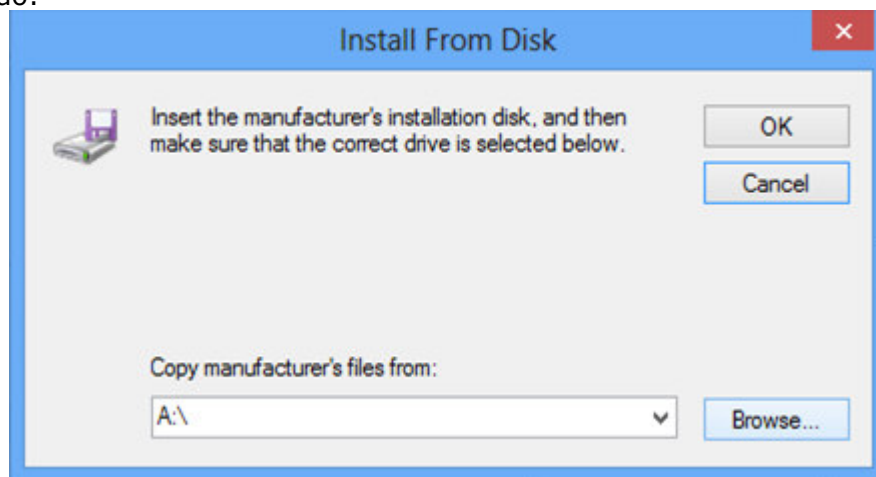 Install From Disk
Insert the manufacturer's installation disk, and then
make sure that the correct drive is selected below.
OK
Cancel
Copy manufacturer's files from:
A:\
Browse...